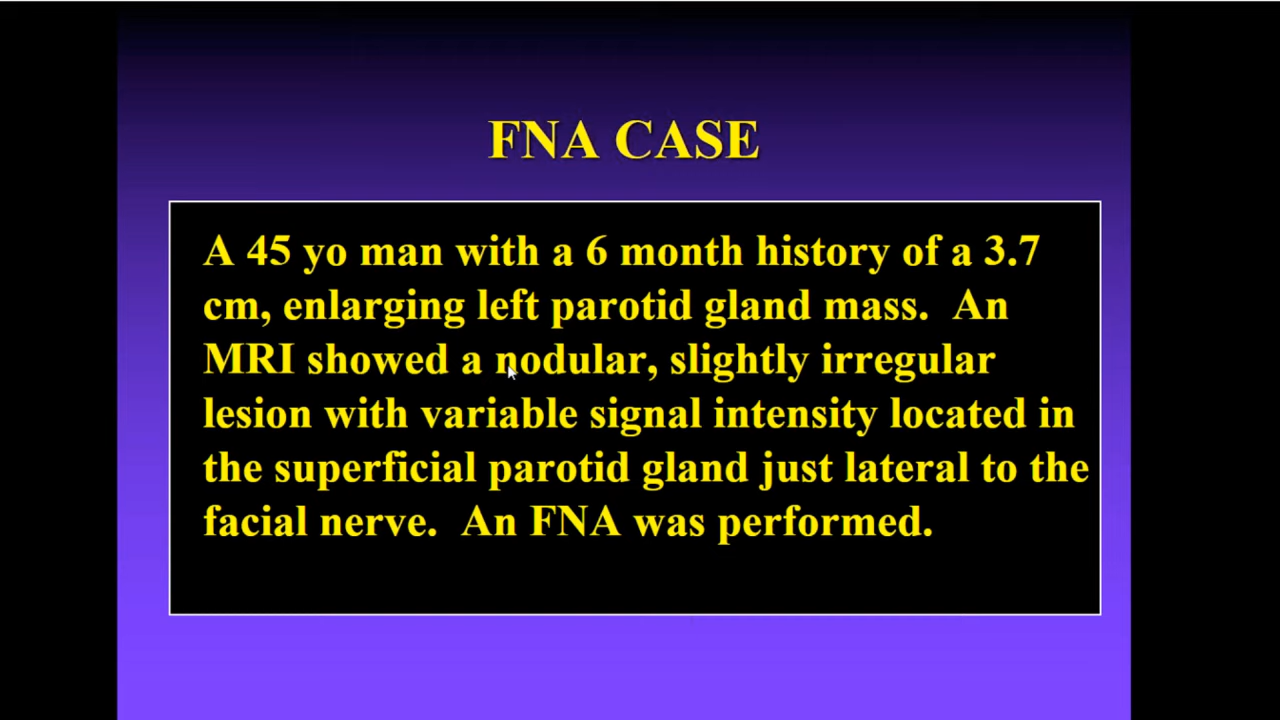 FNA CASE
A 45 yo man with a 6 month history of a 3.7
cm, enlarging left parotid gland mass.  An
MRI showed a nodular, slightly irregular
lesion with variable signal intensity located in
the superficial parotid gland just lateral to the
facial nerve.  An FNA was performed.